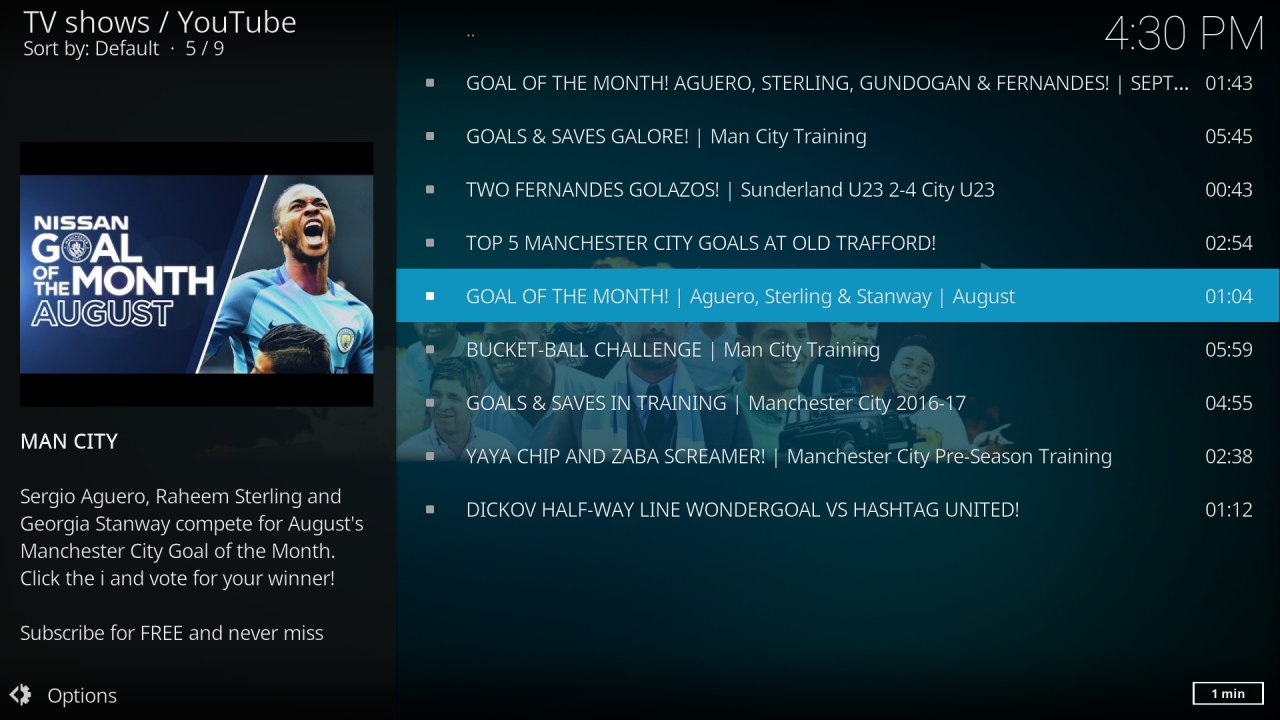 TV shows / YouTube
Sort by: Default · 5 / 9
4:30 PM
..
GOAL OF THE MONTH! AGUERO, STERLING, GUNDOGAN & FERNANDES! | SEPT... 01:43
GOALS & SAVES GALORE! | Man City Training 05:45
TWO FERNANDES GOLAZOS! | Sunderland U23 2-4 City U23 00:43
TOP 5 MANCHESTER CITY GOALS AT OLD TRAFFORD! 02:54
GOAL OF THE MONTH! | Aguero, Sterling & Stanway | August 01:04
BUCKET-BALL CHALLENGE | Man City Training 05:59
GOALS & SAVES IN TRAINING | Manchester City 2016-17 04:55
YAYA CHIP AND ZABA SCREAMER! | Manchester City Pre-Season Training 02:38
DICKOV HALF-WAY LINE WONDERGOAL VS HASHTAG UNITED! 01:12
NISSAN
GOAL
OF THE MONTH
AUGUST
MAN CITY
Sergio Aguero, Raheem Sterling and
Georgia Stanway compete for August's
Manchester City Goal of the Month.
Click the i and vote for your winner!
Subscribe for FREE and never miss
Options
1 min